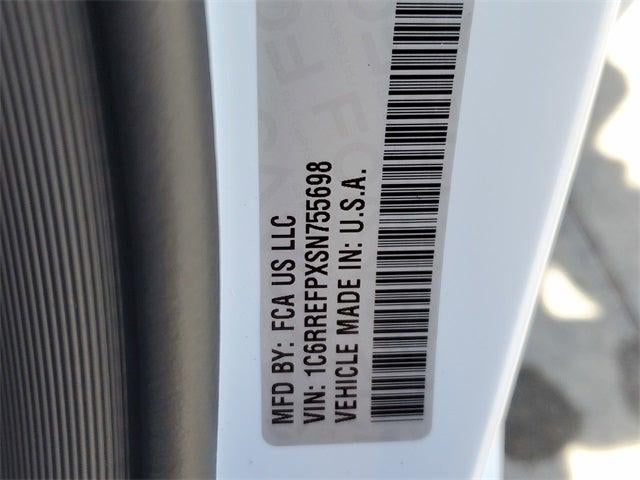 MFD BY: FCA US LLC
VIN: 1C6RREFPXSN755698
VEHICLE MADE IN: U.S.A.